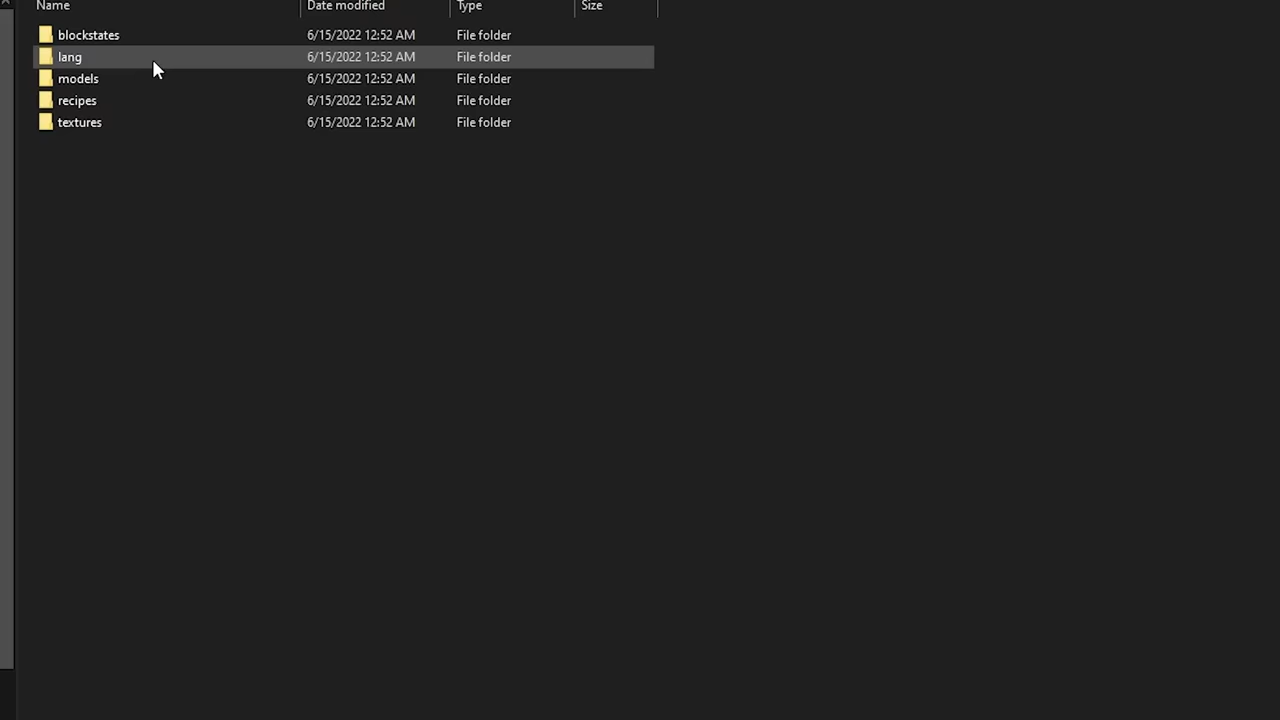 Name Date modified Type Size
blockstates 6/15/2022 12:52 AM File folder
lang 6/15/2022 12:52 AM File folder
models 6/15/2022 12:52 AM File folder
recipes 6/15/2022 12:52 AM File folder
textures 6/15/2022 12:52 AM File folder